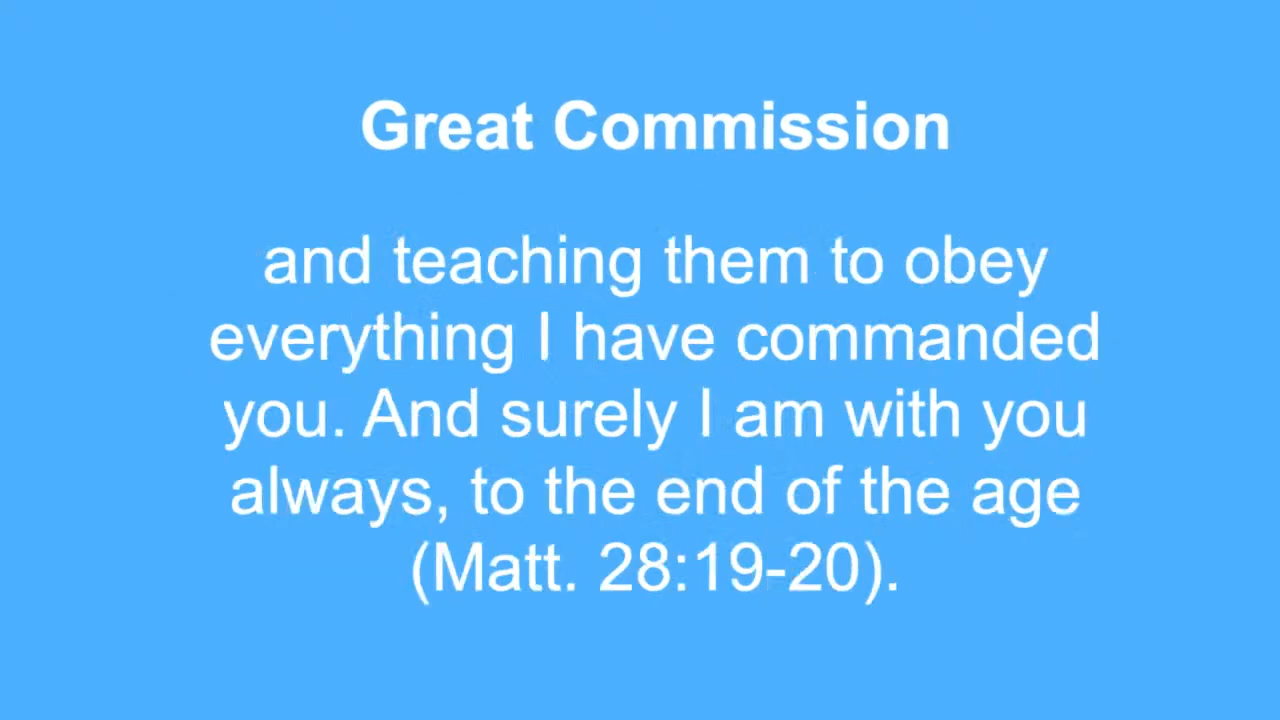 Great Commission
and teaching them to obey
everything I have commanded
you. And surely I am with you
always, to the end of the age
(Matt. 28:19-20).